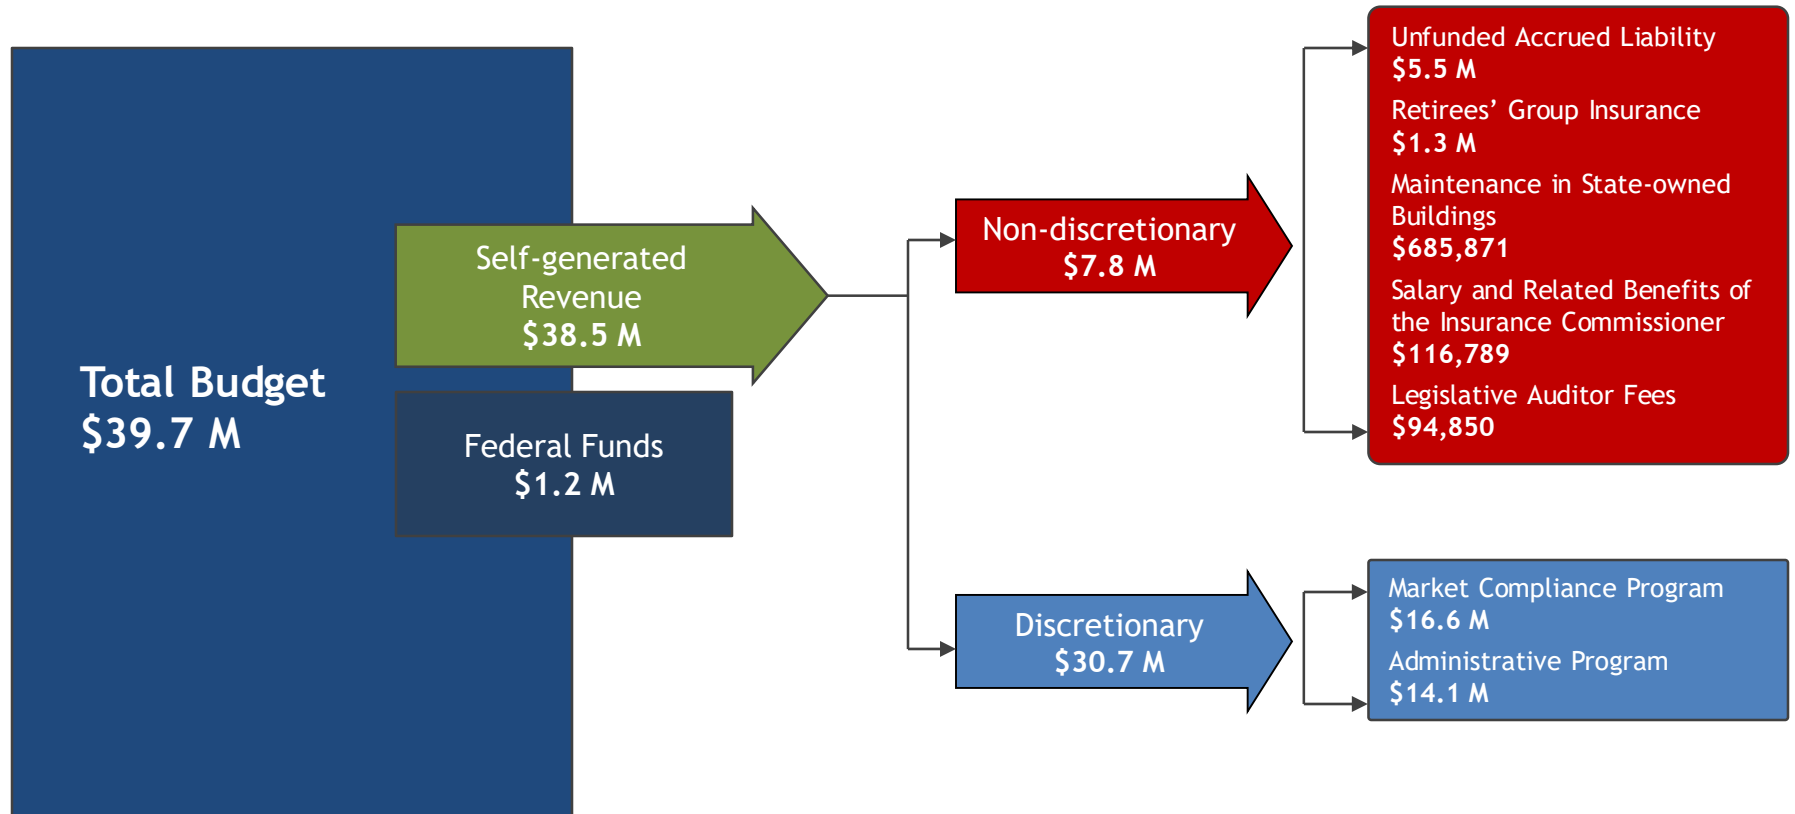 Total Budget
$39.7 M
Self-generated
Revenue
$38.5 M
Federal Funds
$1.2 M
Non-discretionary
$7.8 M
Discretionary
$30.7 M
Unfunded Accrued Liability
$5.5 M
Retirees’ Group Insurance
$1.3 M
Maintenance in State-owned
Buildings
$685,871
Salary and Related Benefits of
the Insurance Commissioner
$116,789
Legislative Auditor Fees
$94,850
Market Compliance Program
$16.6 M
Administrative Program
$14.1 M